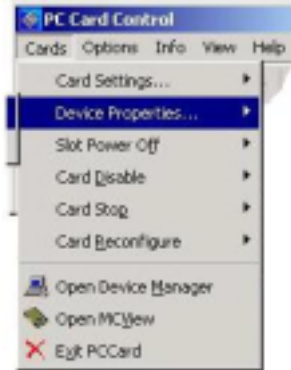 PC Card Control
Cards Options Info View Help
Card Settings...
Device Properties...
Slot Power Off
Card Disable
Card Stop
Card Reconfigure
Open Device Manager
Open MCView
Exit PCCard